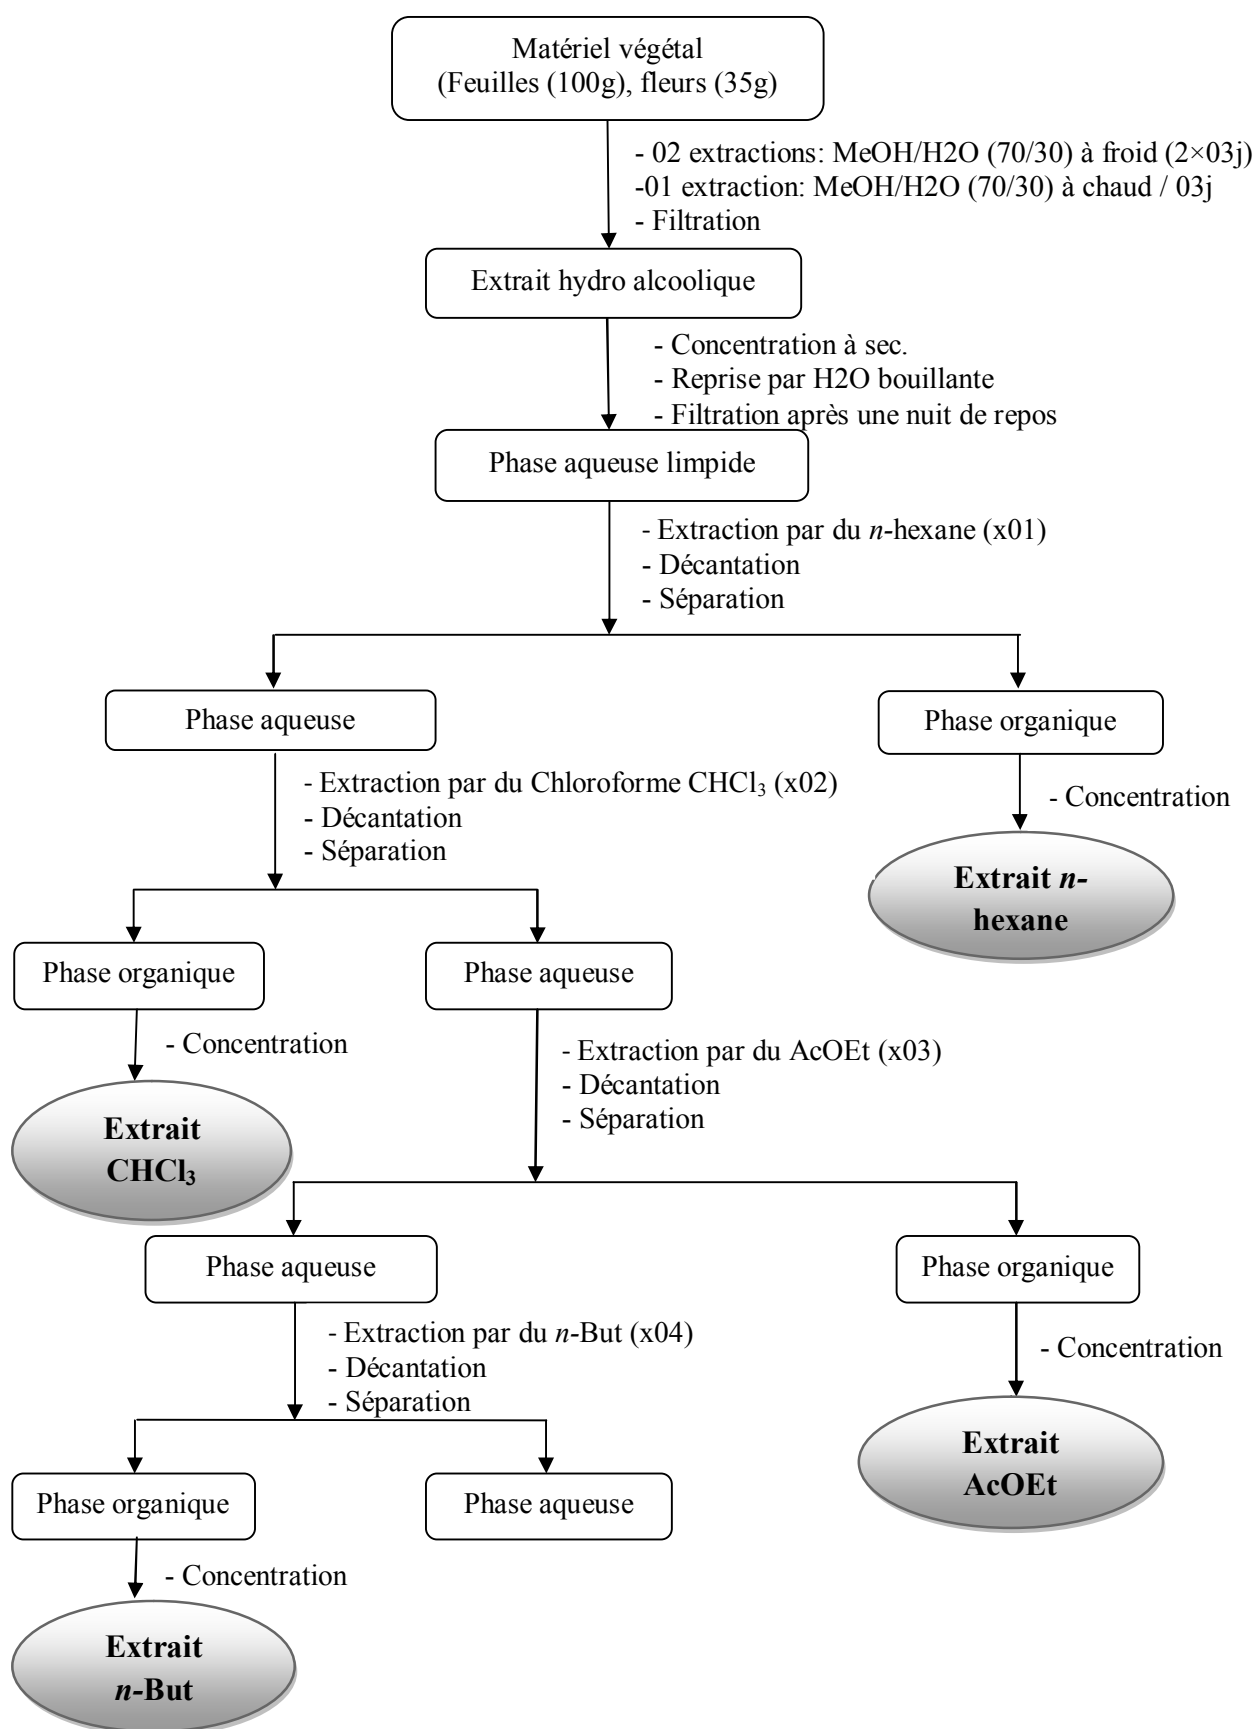 Matériel végétal
(Feuilles (100g), fleurs (35g)
- 02 extractions: MeOH/H2O (70/30) à froid (2×03j)
-01 extraction: MeOH/H2O (70/30) à chaud / 03j
- Filtration
Extrait hydro alcoolique
- Concentration à sec.
- Reprise par H2O bouillante
- Filtration après une nuit de repos
Phase aqueuse limpide
- Extraction par du n-hexane (x01)
- Décantation
- Séparation
Phase aqueuse
Phase organique
- Extraction par du Chloroforme CHCl₃ (x02)
- Décantation
- Séparation
- Concentration
Extrait n-
hexane
Phase organique
Phase aqueuse
- Concentration
- Extraction par du AcOEt (x03)
- Décantation
- Séparation
Extrait
CHCl₃
Phase aqueuse
Phase organique
- Extraction par du n-But (x04)
- Décantation
- Séparation
- Concentration
Extrait
AcOEt
Phase organique
Phase aqueuse
- Concentration
Extrait
n-But